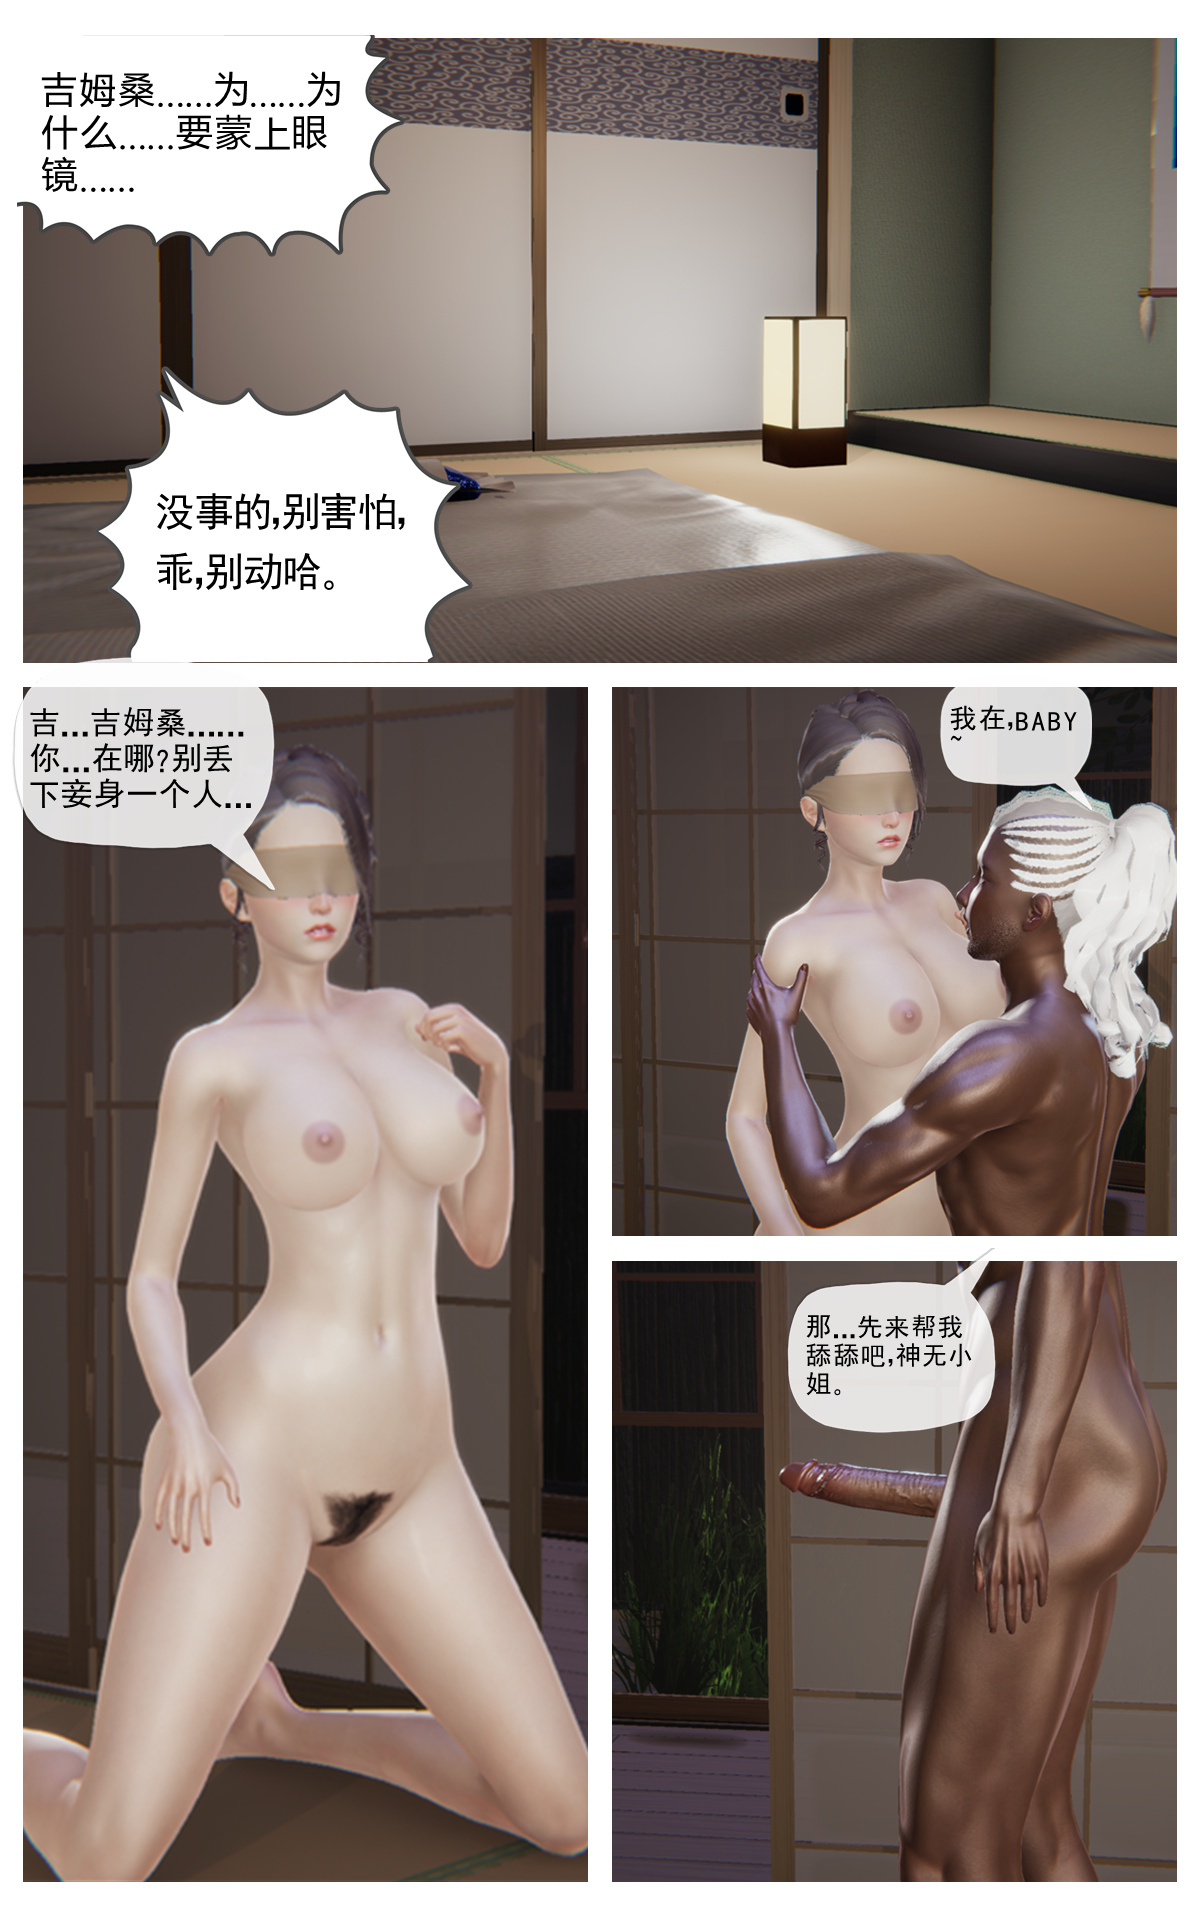 吉姆桑……为……为
什么……要蒙上眼
镜……
没事的,别害怕,
乖,别动哈。
吉...吉姆桑……
你...在哪?别丢
下妾身一个人...
我在,BABY
~
那...先来帮我
舔舔吧,神无小
姐。